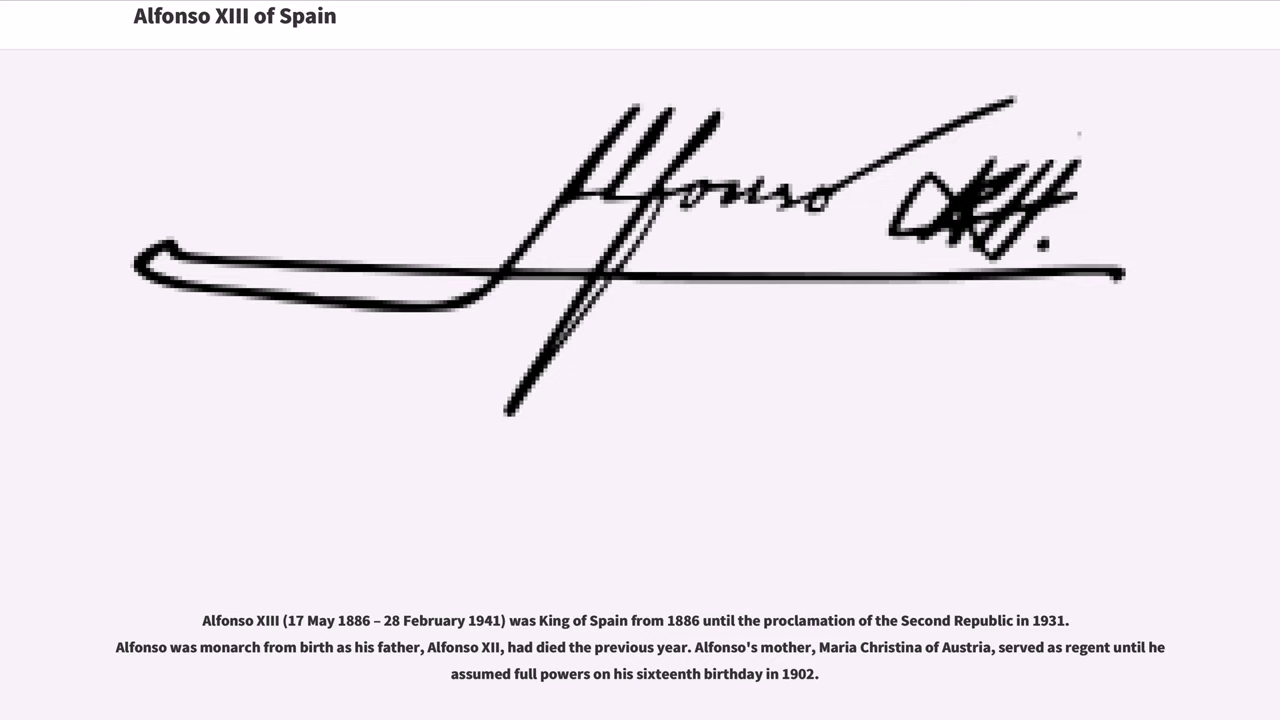 Alfonso XIII of Spain
Alfonso
Alfonso XIII (17 May 1886 – 28 February 1941) was King of Spain from 1886 until the proclamation of the Second Republic in 1931.
Alfonso was monarch from birth as his father, Alfonso XII, had died the previous year. Alfonso's mother, Maria Christina of Austria, served as regent until he
assumed full powers on his sixteenth birthday in 1902.